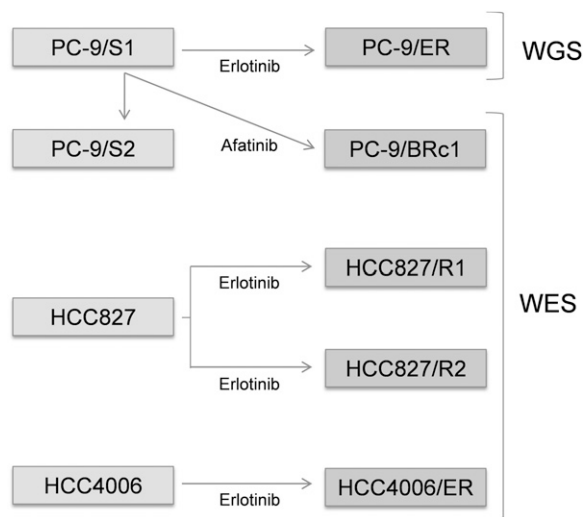 PC-9/S1
Erlotinib
PC-9/ER
WGS
PC-9/S2
Afatinib
PC-9/BRc1
HCC827
Erlotinib
HCC827/R1
WES
Erlotinib
HCC827/R2
HCC4006
Erlotinib
HCC4006/ER